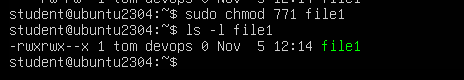 student@ubuntu2304:~$ sudo chmod 771 file1
student@ubuntu2304:~$ ls -l file1
-rwxrwx--x 1 tom devops 0 Nov  5 12:14 file1
student@ubuntu2304:~$